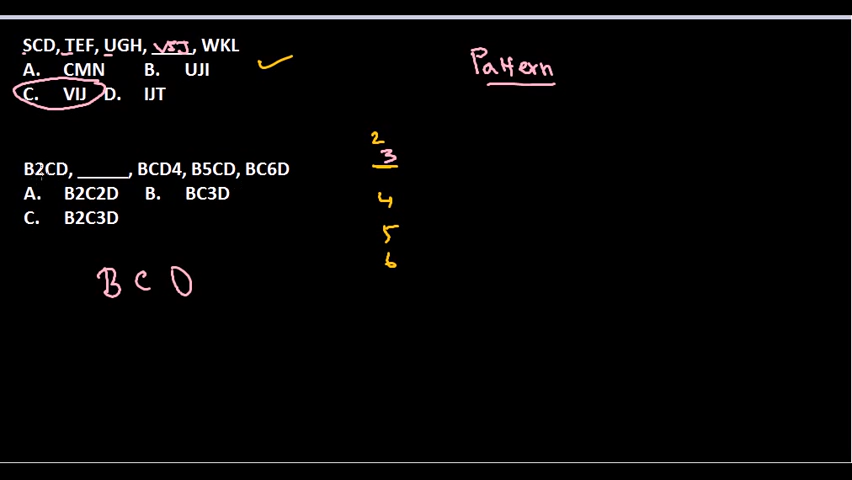 SCD, TEF, UGH, VIJ, WKL
A. CMN B. UJI
C. VIJ D. IJT
Pattern
2
3
4
5
6
B2CD, ______, BCD4, B5CD, BC6D
A. B2C2D B. BC3D
C. B2C3D
B C D